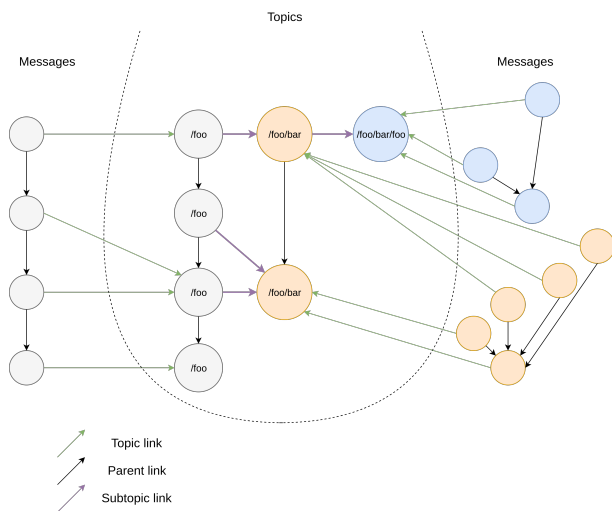 Topics
Messages
Messages
/foo
/foo/bar
/foo/bar/foo
/foo
/foo
/foo/bar
/foo
Topic link
Parent link
Subtopic link